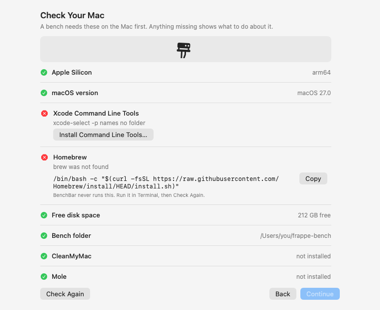 Check Your Mac
A bench needs these on the Mac first. Anything missing shows what to do about it.
Apple Silicon
arm64
macOS version
macOS 27.0
Xcode Command Line Tools
xcode-select -p names no folder
Install Command Line Tools...
Homebrew
brew was not found
/bin/bash -c "$(curl -fsSL https://raw.githubusercontent.com/
Homebrew/install/HEAD/install.sh)"
Copy
BenchBar never runs this. Run it in Terminal, then Check Again.
Free disk space
212 GB free
Bench folder
/Users/you/frappe-bench
CleanMyMac
not installed
Mole
not installed
Check Again
Back
Continue